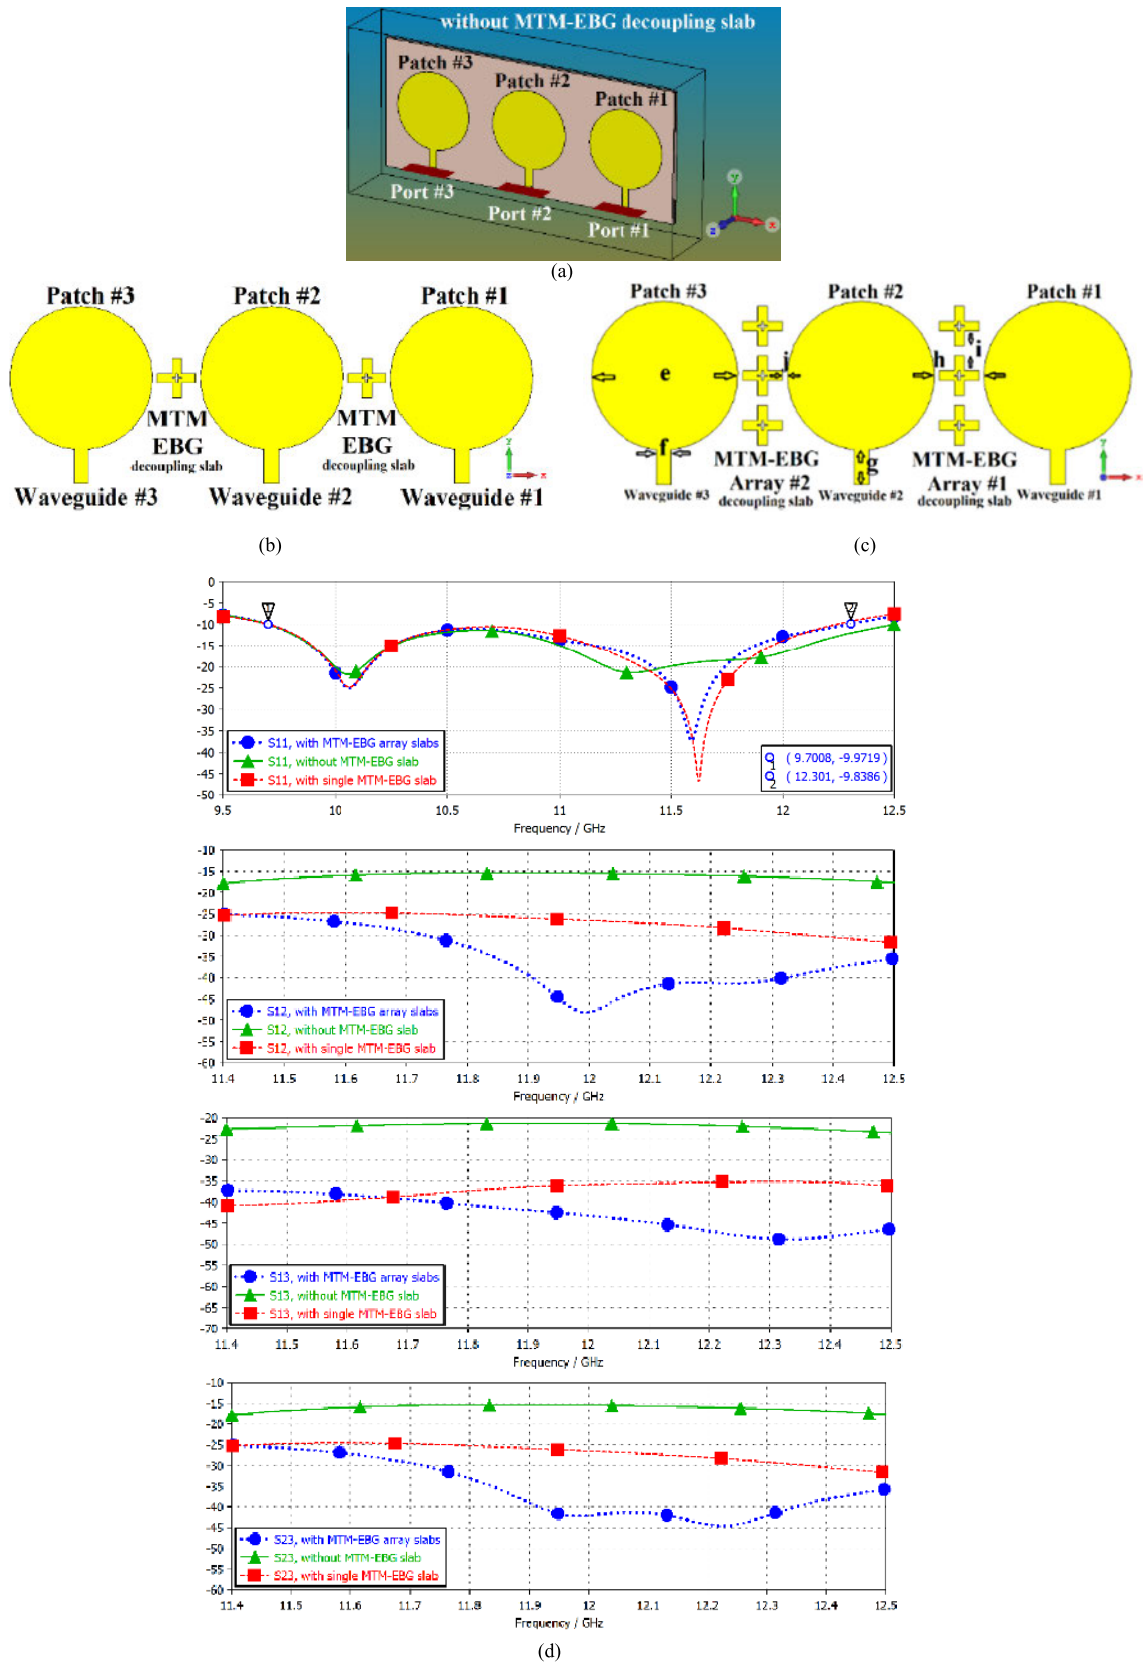 without MTM-EBG decoupling slab
Patch #3
Patch #2
Patch #1
Port #3
Port #2
Port #1
y
z
x
(a)
Patch #3
Patch #2
Patch #1
MTM
EBG
decoupling slab
MTM
EBG
decoupling slab
Waveguide #3
Waveguide #2
Waveguide #1
y
x
(b)
Patch #3
Patch #2
Patch #1
e
j
h
i
f
g
MTM-EBG
Array #2
decoupling slab
MTM-EBG
Array #1
decoupling slab
Waveguide #3
Waveguide #2
Waveguide #1
y
x
(c)
0
-5
-10
-15
-20
-25
-30
-35
-40
-45
-50
1
2
S11, with MTM-EBG array slabs
S11, without MTM-EBG slab
S11, with single MTM-EBG slab
1 ( 9.7008, -9.9719 )
2 ( 12.301, -9.8386 )
9.5 10 10.5 11 11.5 12 12.5
Frequency / GHz
-10
-15
-20
-25
-30
-35
-40
-45
-50
-55
-60
S12, with MTM-EBG array slabs
S12, without MTM-EBG slab
S12, with single MTM-EBG slab
11.4 11.5 11.6 11.7 11.8 11.9 12 12.1 12.2 12.3 12.4 12.5
Frequency / GHz
-20
-25
-30
-35
-40
-45
-50
-55
-60
-65
-70
S13, with MTM-EBG array slabs
S13, without MTM-EBG slab
S13, with single MTM-EBG slab
11.4 11.5 11.6 11.7 11.8 11.9 12 12.1 12.2 12.3 12.4 12.5
Frequency / GHz
-10
-15
-20
-25
-30
-35
-40
-45
-50
-55
-60
S23, with MTM-EBG array slabs
S23, without MTM-EBG slab
S23, with single MTM-EBG slab
11.4 11.5 11.6 11.7 11.8 11.9 12 12.1 12.2 12.3 12.4 12.5
Frequency / GHz
(d)